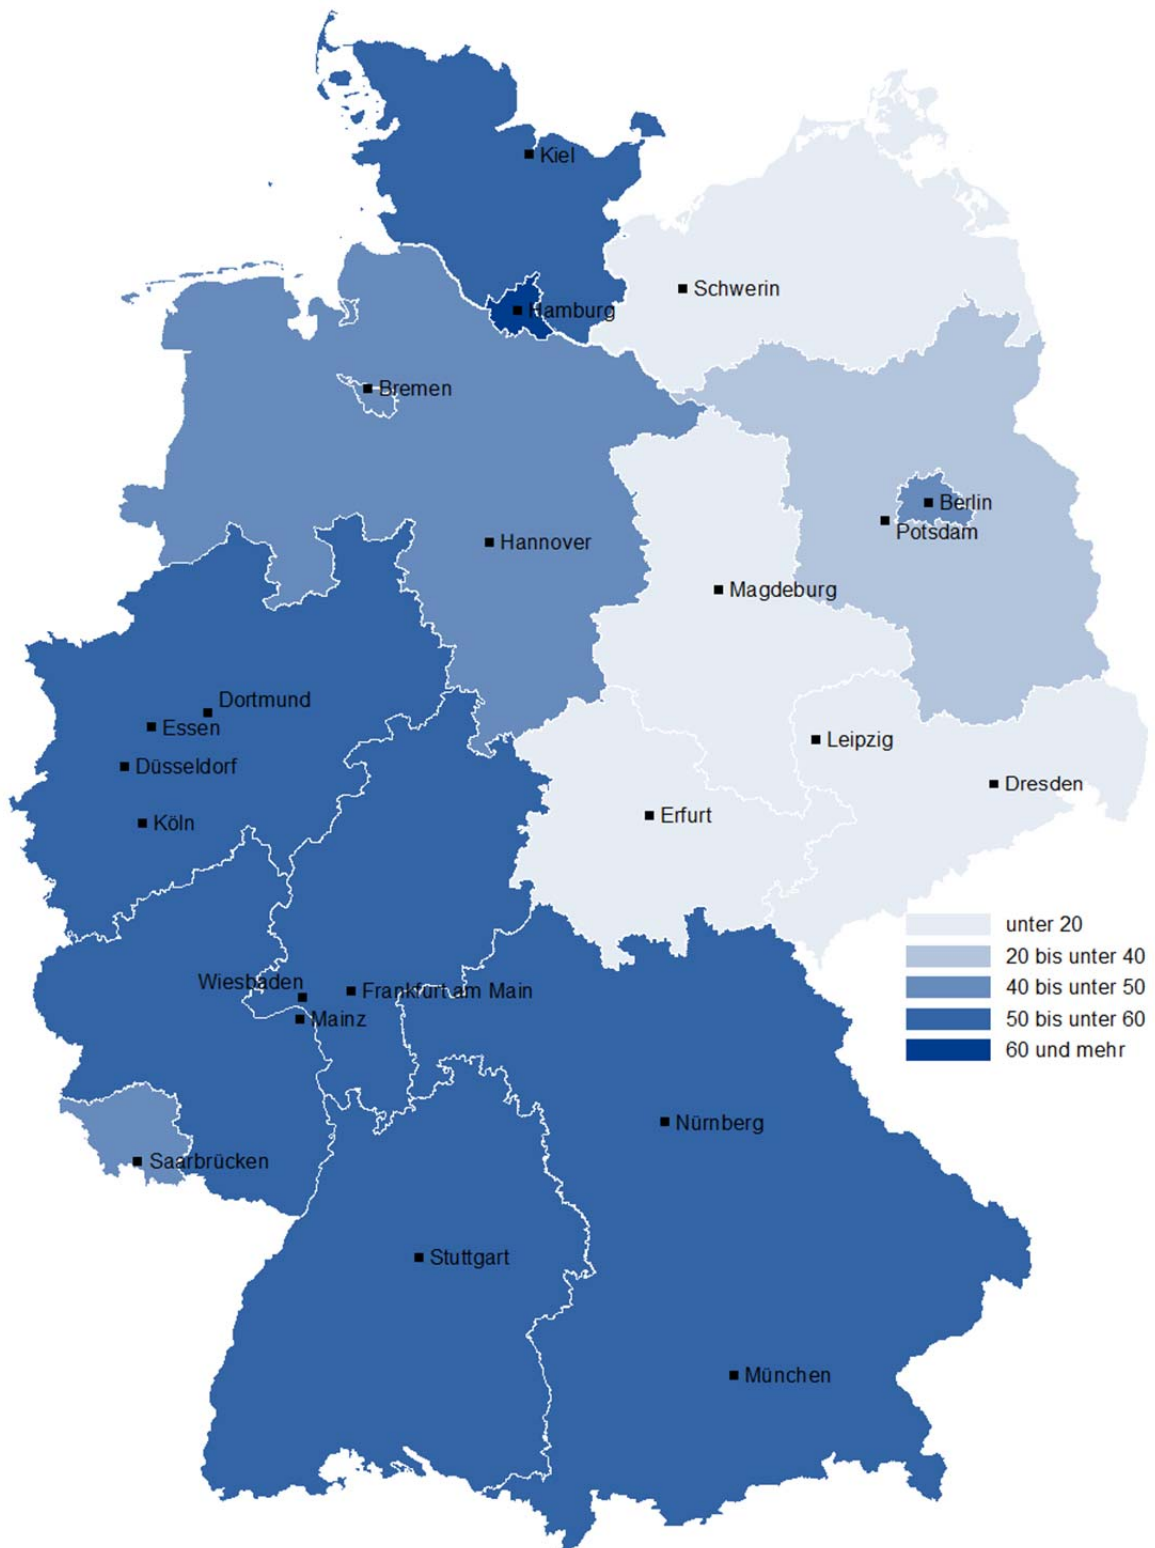 Kiel
Schwerin
Hamburg
Bremen
Berlin
Potsdam
Hannover
Magdeburg
Dortmund
Essen
Leipzig
Düsseldorf
Dresden
Erfurt
Köln
unter 20
20 bis unter 40
40 bis unter 50
50 bis unter 60
60 und mehr
Wiesbaden
Frankfurt am Main
Mainz
Nürnberg
Saarbrücken
Stuttgart
München